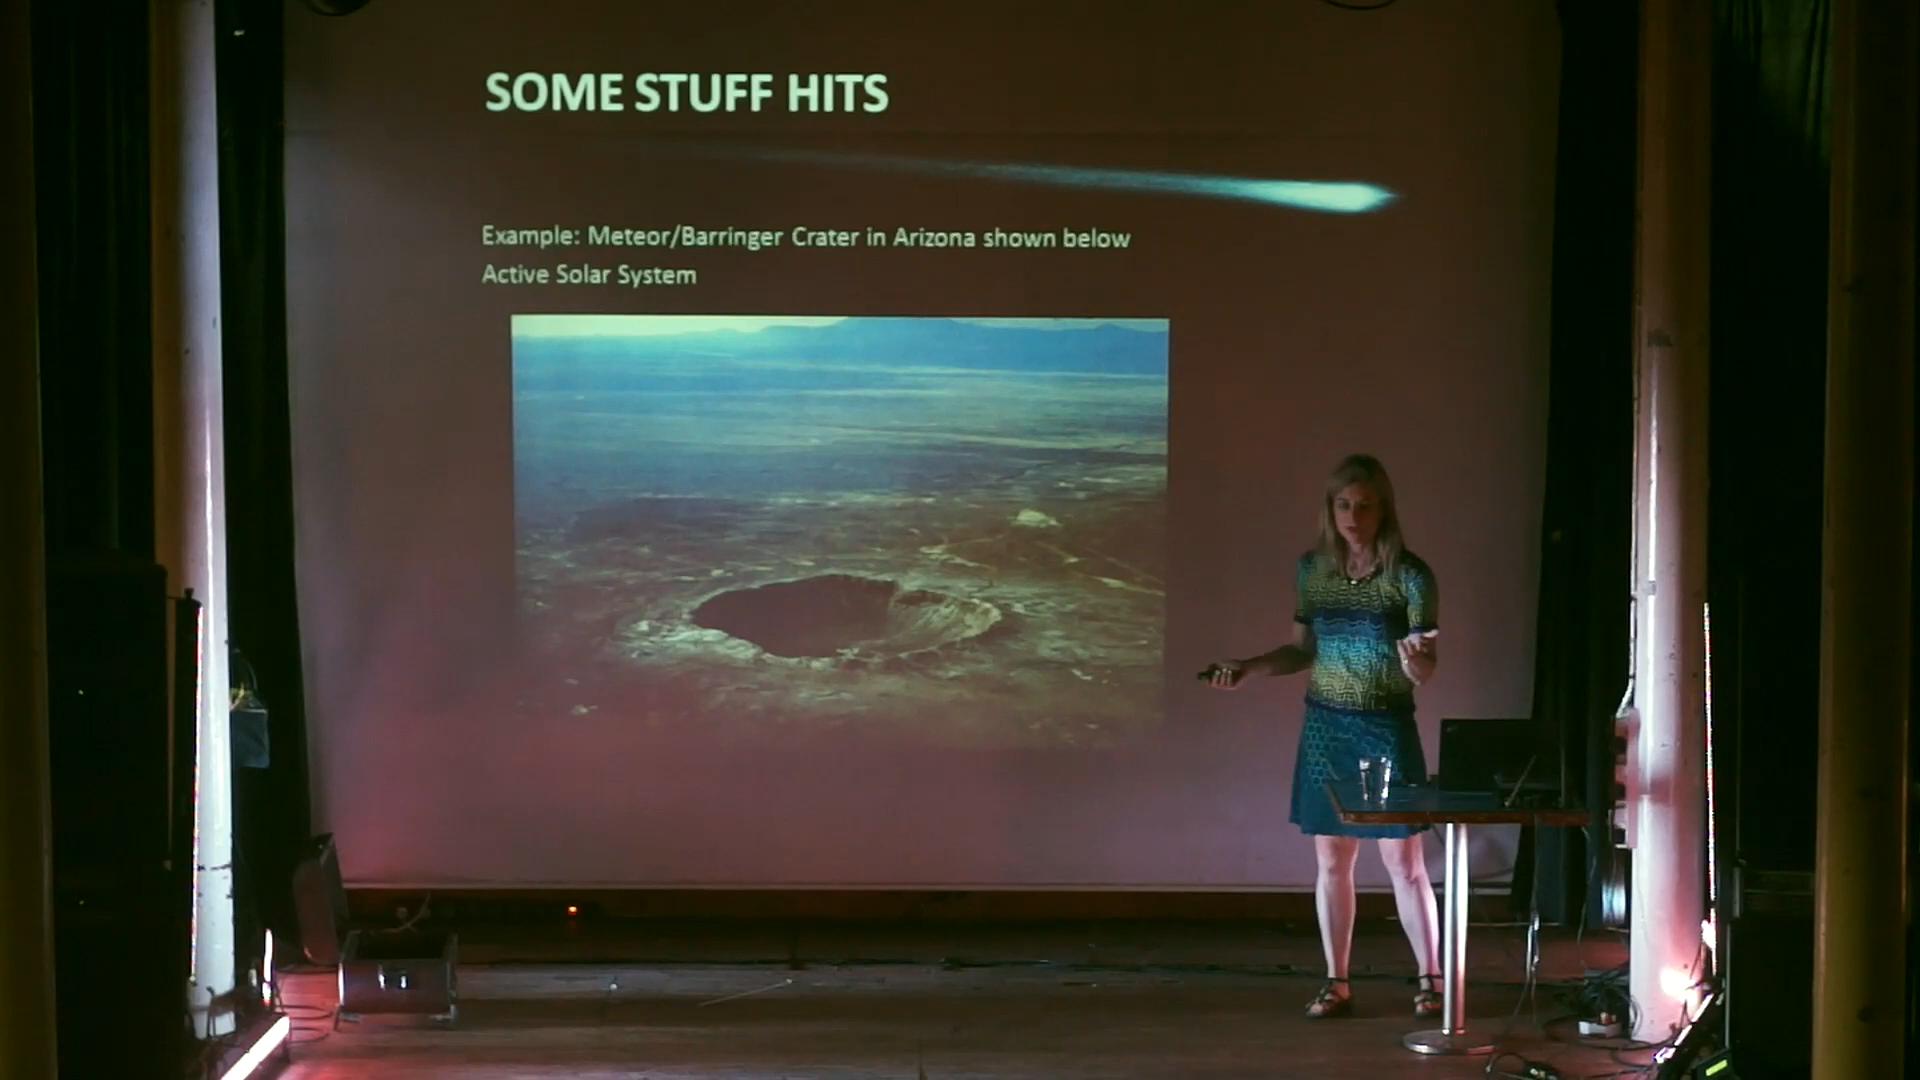 SOME STUFF HITS
Example: Meteor/Barringer Crater in Arizona shown below
Active Solar System